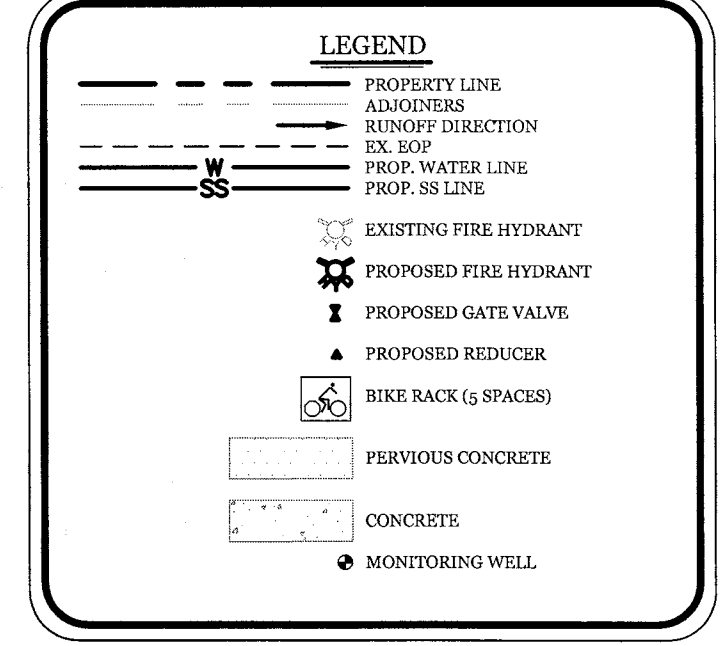 LEGEND
PROPERTY LINE
ADJOINERS
RUNOFF DIRECTION
EX. EOP
W PROP. WATER LINE
SS PROP. SS LINE
EXISTING FIRE HYDRANT
PROPOSED FIRE HYDRANT
PROPOSED GATE VALVE
PROPOSED REDUCER
BIKE RACK (5 SPACES)
PERVIOUS CONCRETE
CONCRETE
MONITORING WELL